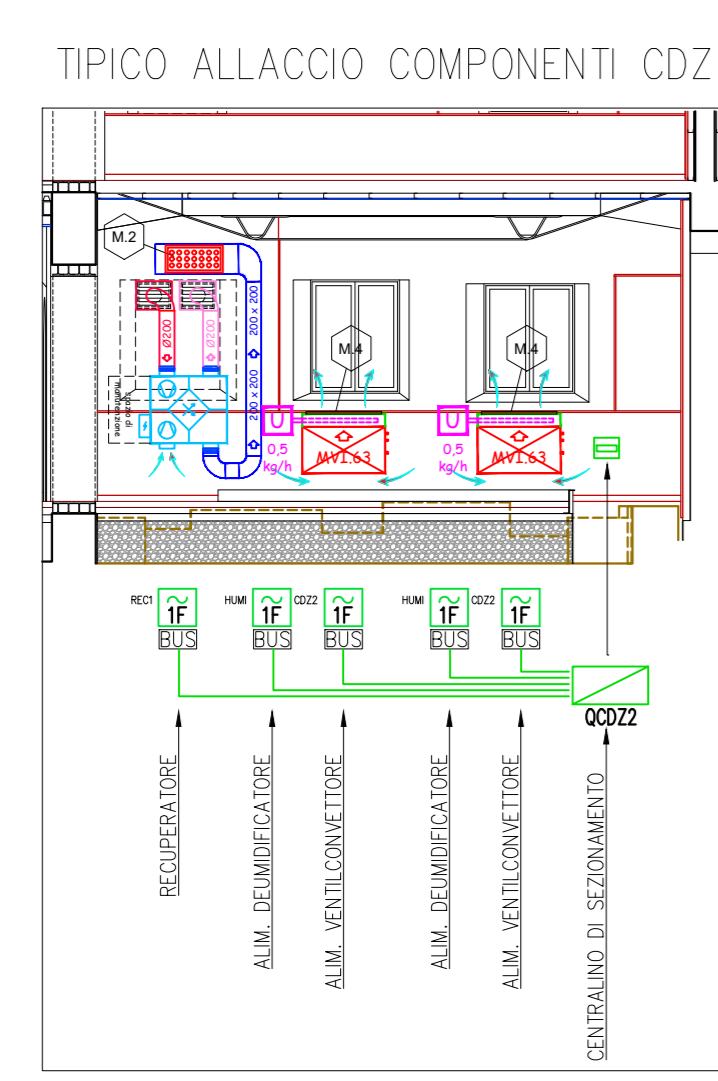 TIPICO ALLACCIO COMPONENTI CDZ
M.2
200 x 200
Ø200
Ø200
200 x 200
spazio di
manutenzione
M.4
M.4
U
0,5
kg/h
MV1.63
U
0,5
kg/h
MV1.63
REC1
1F
BUS
HUMI
1F
BUS
CDZ2
1F
BUS
HUMI
1F
BUS
CDZ2
1F
BUS
QCDZ2
RECUPERATORE
ALIM. DEUMIDIFICATORE
ALIM. VENTILCONVETTORE
ALIM. DEUMIDIFICATORE
ALIM. VENTILCONVETTORE
CENTRALINO DI SEZIONAMENTO